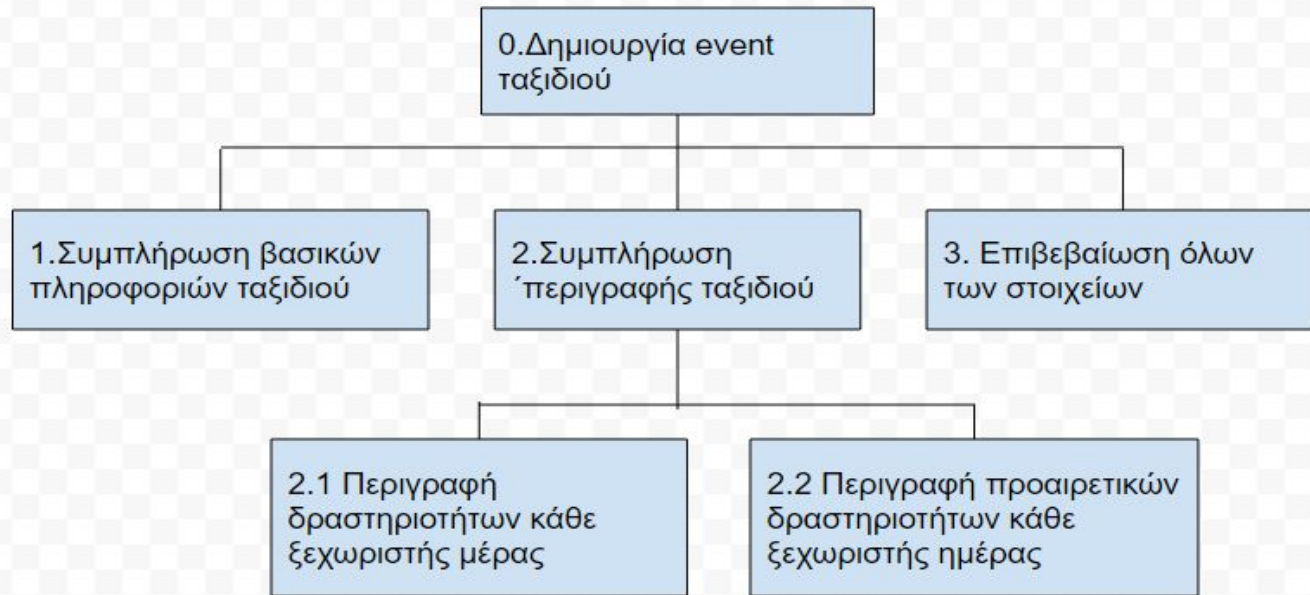 0.Δημιουργία event
ταξιδιού
1.Συμπλήρωση βασικών
πληροφοριών ταξιδιού
2.Συμπλήρωση
΄περιγραφής ταξιδιού
3. Επιβεβαίωση όλων
των στοιχείων
2.1 Περιγραφή
δραστηριοτήτων κάθε
ξεχωριστής μέρας
2.2 Περιγραφή προαιρετικών
δραστηριοτήτων κάθε
ξεχωριστής ημέρας